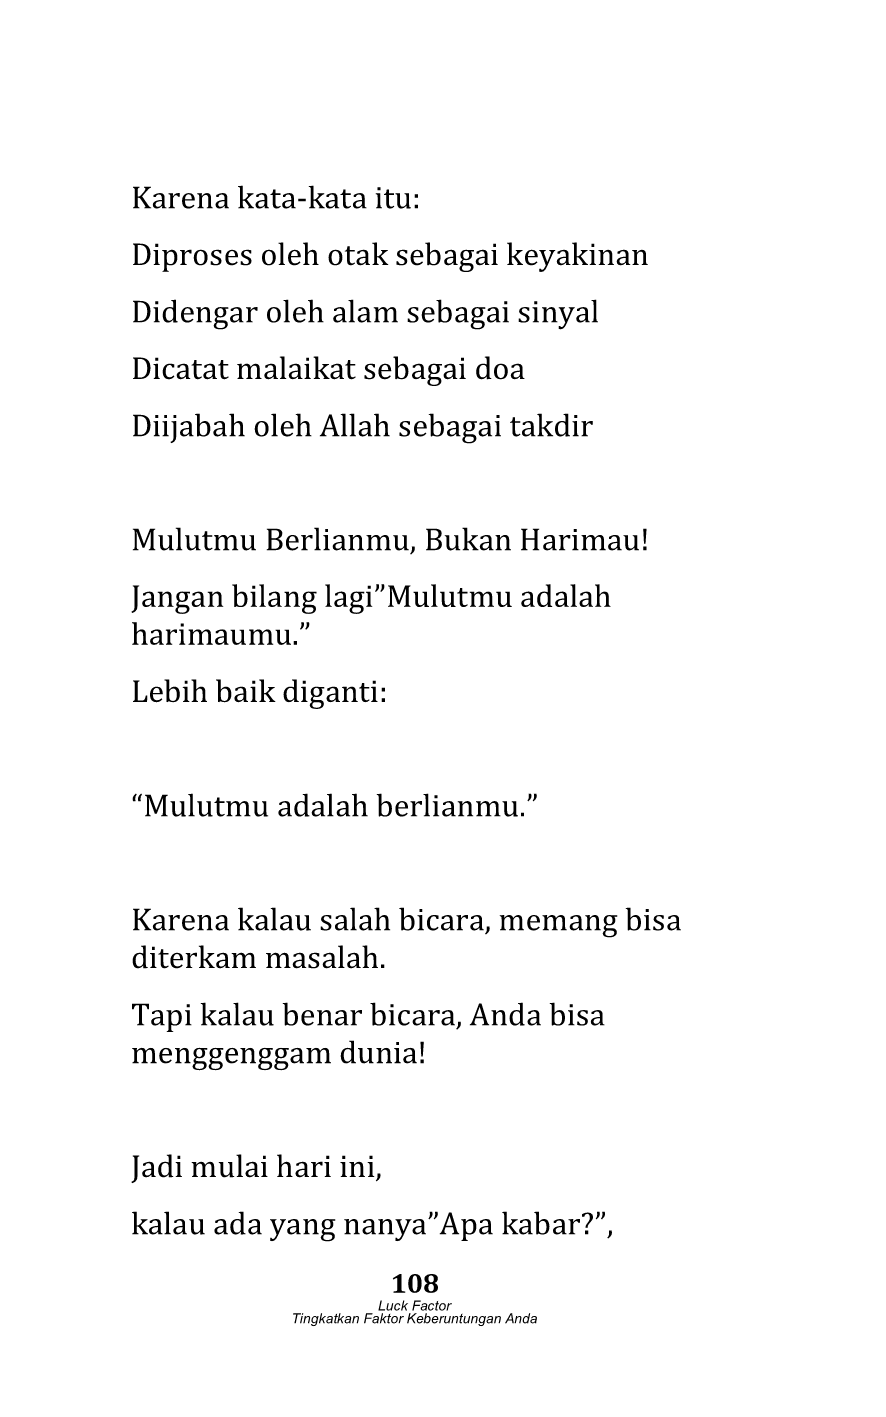 Karena kata-kata itu:
Diproses oleh otak sebagai keyakinan
Didengar oleh alam sebagai sinyal
Dicatat malaikat sebagai doa
Diijabah oleh Allah sebagai takdir
Mulutmu Berlianmu, Bukan Harimau!
Jangan bilang lagi”Mulutmu adalah
harimaumu.”
Lebih baik diganti:
“Mulutmu adalah berlianmu.”
Karena kalau salah bicara, memang bisa
diterkam masalah.
Tapi kalau benar bicara, Anda bisa
menggenggam dunia!
Jadi mulai hari ini,
kalau ada yang nanya”Apa kabar?”,
108
Luck Factor
Tingkatkan Faktor Keberuntungan Anda